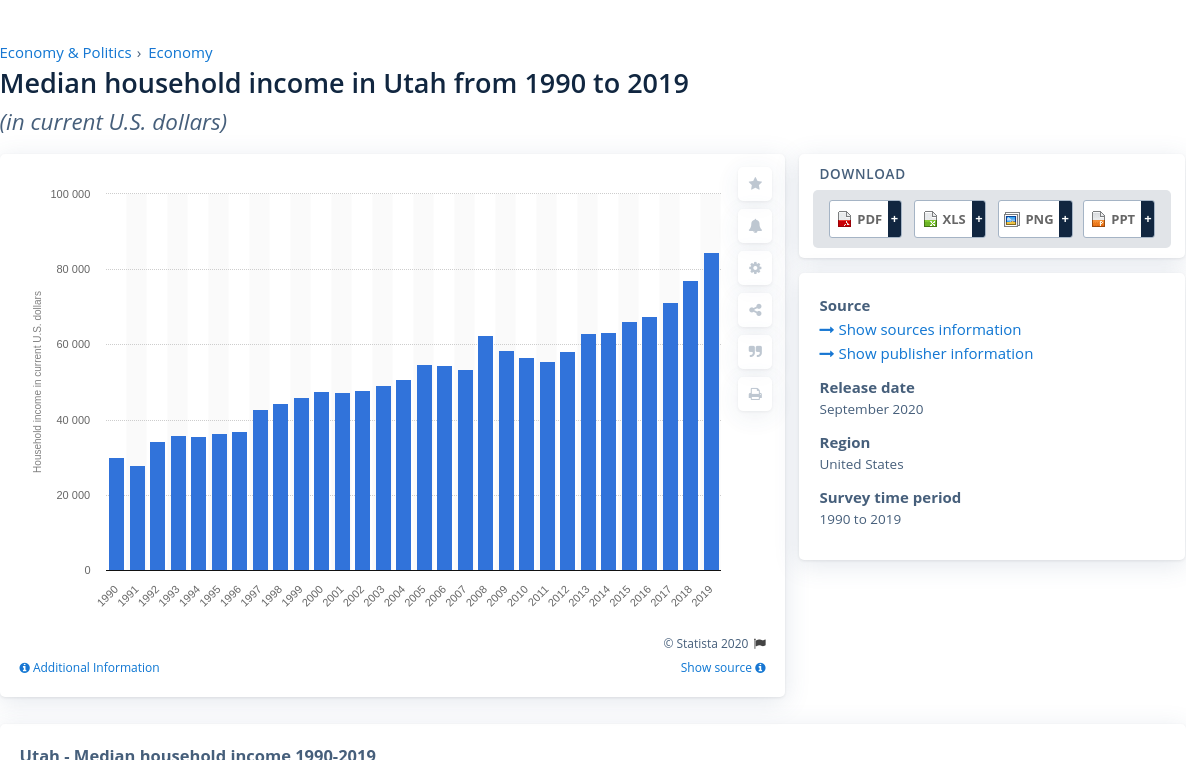 Economy & Politics › Economy
Median household income in Utah from 1990 to 2019
(in current U.S. dollars)
100 000
80 000
60 000
40 000
20 000
0
Household income in current U.S. dollars
1990 1991 1992 1993 1994 1995 1996 1997 1998 1999 2000 2001 2002 2003 2004 2005 2006 2007 2008 2009 2010 2011 2012 2013 2014 2015 2016 2017 2018 2019
© Statista 2020
Additional Information
Show source
DOWNLOAD
PDF + XLS + PNG + PPT +
Source
Show sources information
Show publisher information
Release date
September 2020
Region
United States
Survey time period
1990 to 2019
Utah - Median household income 1990-2019